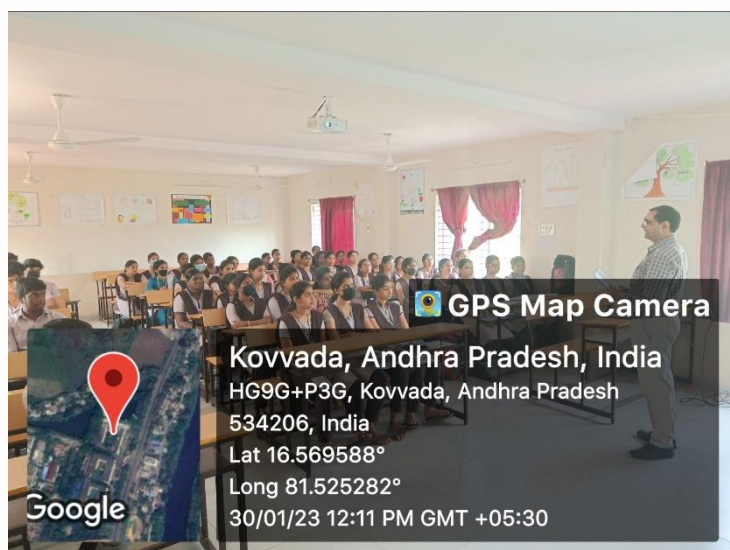 GPS Map Camera
Kovvada, Andhra Pradesh, India
HG9G+P3G, Kovvada, Andhra Pradesh
534206, India
Lat 16.569588°
Long 81.525282°
30/01/23 12:11 PM GMT +05:30
Google